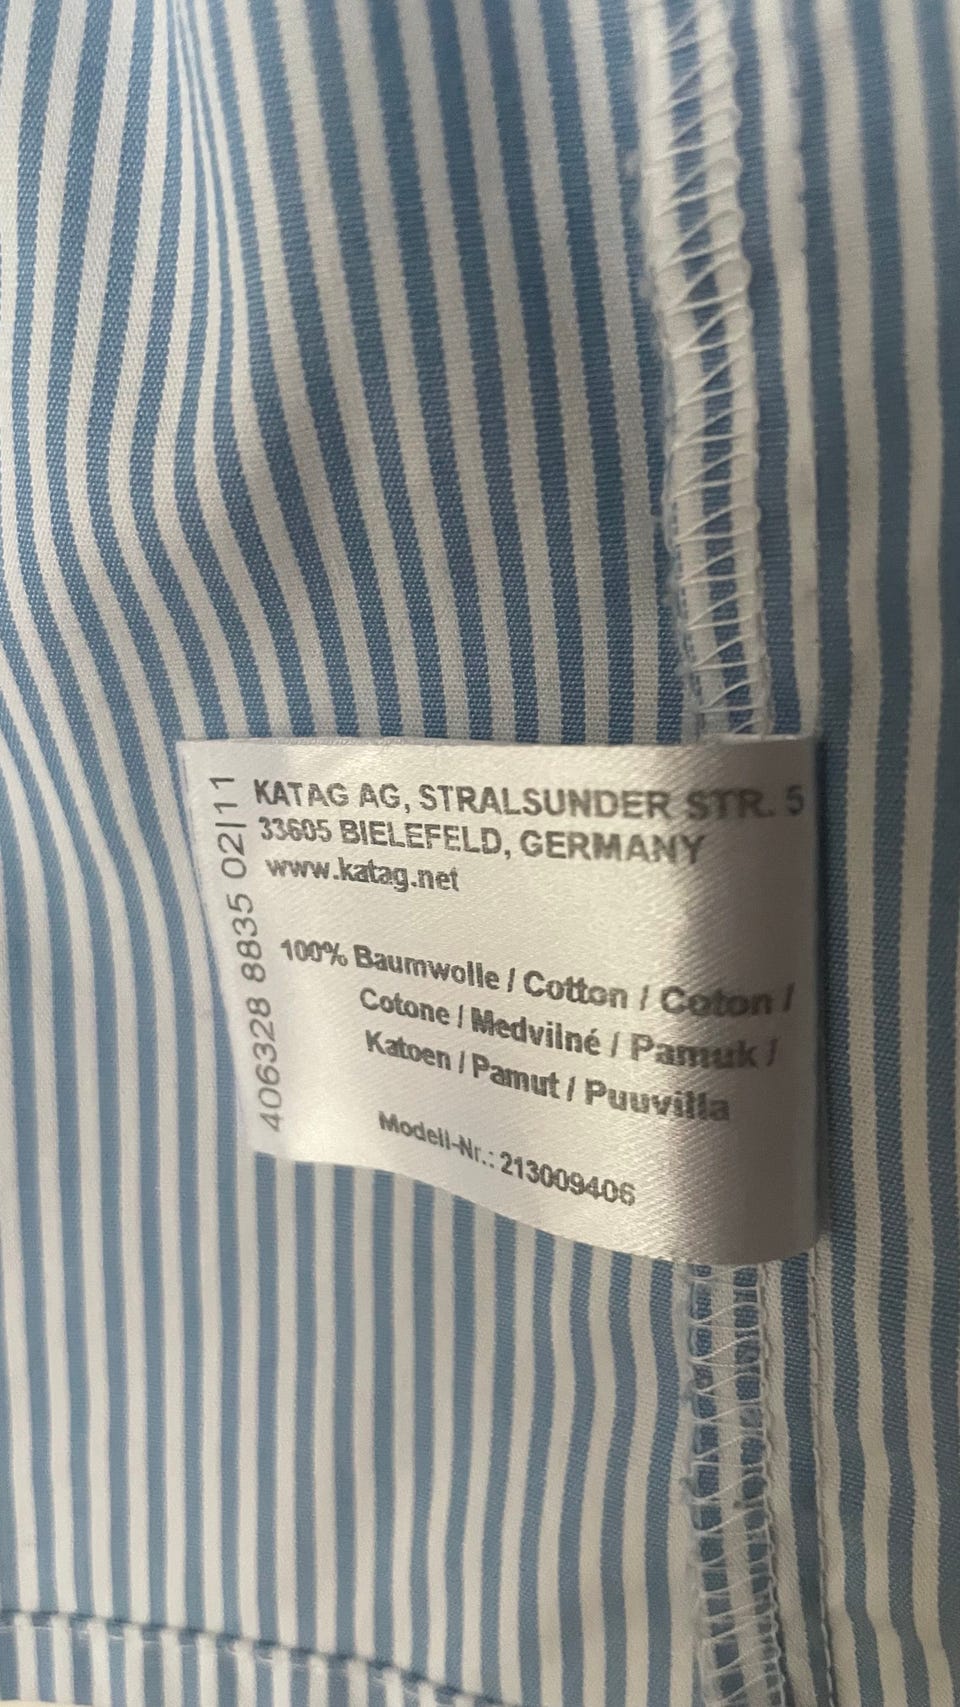 KATAG AG, STRALSUNDER STR. 5
33605 BIELEFELD, GERMANY
www.katag.net
100% Baumwolle / Cotton / Coton /
Cotone / Medvilné / Pamuk /
Katoen / Pamut / Puuvilla
Modell-Nr.: 213009406
406328 8835 02|11